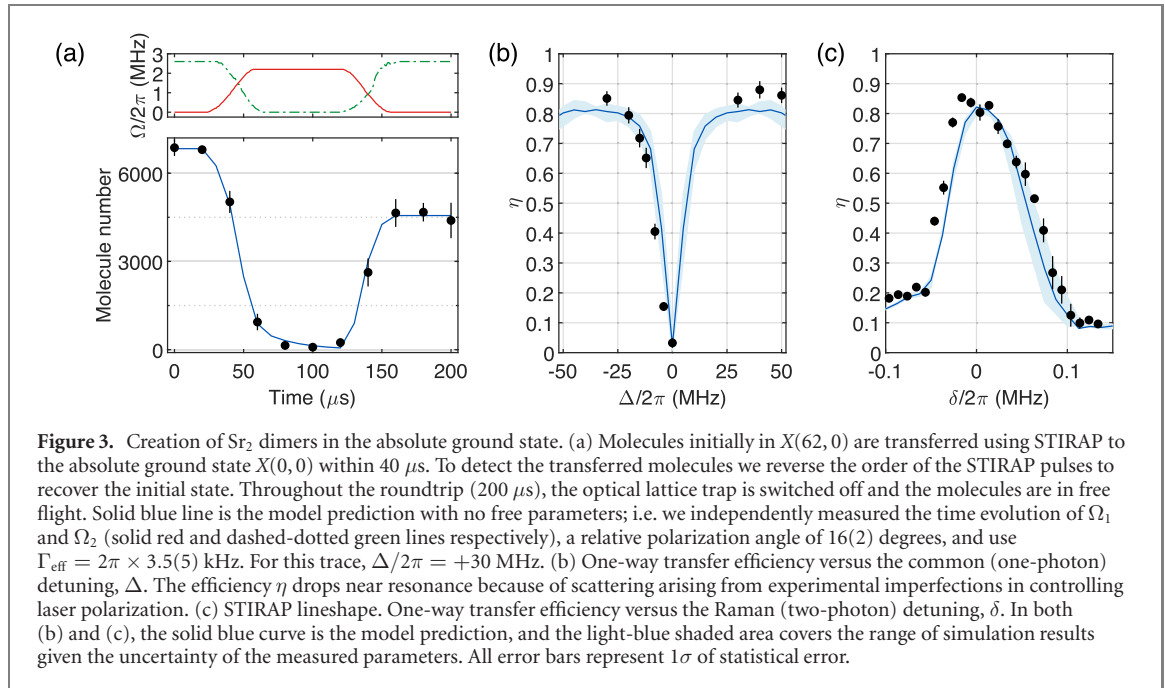 (a)
3
2
1
0
Ω/2π (MHz)
6000
3000
0
Molecule number
0
50
100
150
200
Time (μs)
(b)
1
0.9
0.8
0.7
0.6
0.5
0.4
0.3
0.2
0.1
0
η
-50
-25
0
25
50
Δ/2π (MHz)
(c)
1
0.9
0.8
0.7
0.6
0.5
0.4
0.3
0.2
0.1
0
η
-0.1
0
0.1
δ/2π (MHz)
Figure 3. Creation of Sr₂ dimers in the absolute ground state. (a) Molecules initially in X(62, 0) are transferred using STIRAP to
the absolute ground state X(0, 0) within 40 μs. To detect the transferred molecules we reverse the order of the STIRAP pulses to
recover the initial state. Throughout the roundtrip (200 μs), the optical lattice trap is switched off and the molecules are in free
flight. Solid blue line is the model prediction with no free parameters; i.e. we independently measured the time evolution of Ω₁
and Ω₂ (solid red and dashed-dotted green lines respectively), a relative polarization angle of 16(2) degrees, and use
Γeff = 2π × 3.5(5) kHz. For this trace, Δ/2π = +30 MHz. (b) One-way transfer efficiency versus the common (one-photon)
detuning, Δ. The efficiency η drops near resonance because of scattering arising from experimental imperfections in controlling
laser polarization. (c) STIRAP lineshape. One-way transfer efficiency versus the Raman (two-photon) detuning, δ. In both
(b) and (c), the solid blue curve is the model prediction, and the light-blue shaded area covers the range of simulation results
given the uncertainty of the measured parameters. All error bars represent 1σ of statistical error.